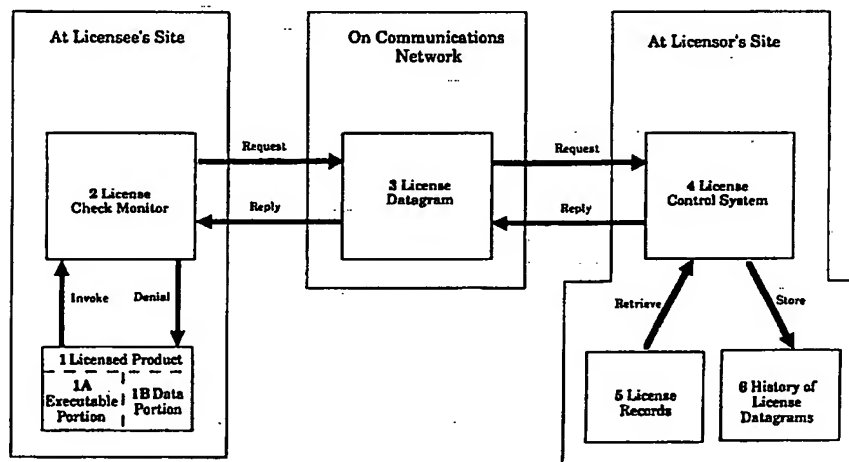 At Licensee's Site
On Communications
Network
At Licensor's Site
Request
Request
2 License
Check Monitor
3 License
Datagram
4 License
Control System
Reply
Reply
Invoke
Denial
Retrieve
Store
1 Licensed Product
1A
Executable
Portion
1B Data
Portion
5 License
Records
6 History of
License
Datagrams